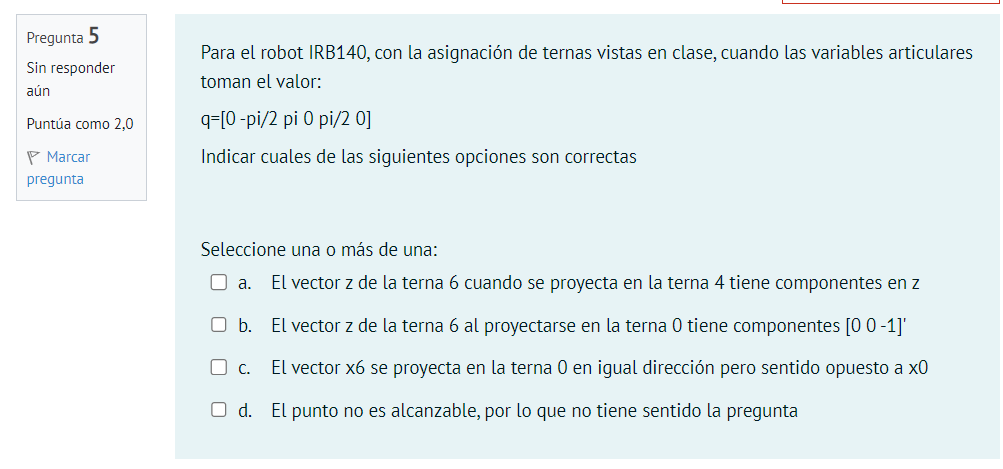 Pregunta 5
Sin responder
aún
Puntúa como 2,0
Marcar
pregunta
Para el robot IRB140, con la asignación de ternas vistas en clase, cuando las variables articulares
toman el valor:
q=[0 -pi/2 pi 0 pi/2 0]
Indicar cuales de las siguientes opciones son correctas
Seleccione una o más de una:
a. El vector z de la terna 6 cuando se proyecta en la terna 4 tiene componentes en z
b. El vector z de la terna 6 al proyectarse en la terna 0 tiene componentes [0 0 -1]'
c. El vector x6 se proyecta en la terna 0 en igual dirección pero sentido opuesto a x0
d. El punto no es alcanzable, por lo que no tiene sentido la pregunta